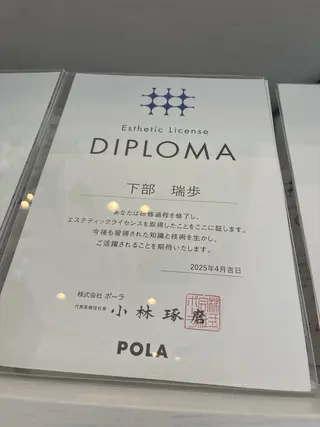 Esthetic License
DIPLOMA
下部 瑞歩
あなたは研修過程を修了し、
エステティックライセンスを取得したことをここに証します。
今後も習得された知識と技術を生かし、
ご活躍されることを期待いたします。
2025年4月吉日
株式会社 ポーラ
代表取締役社長 小林琢磨
POLA